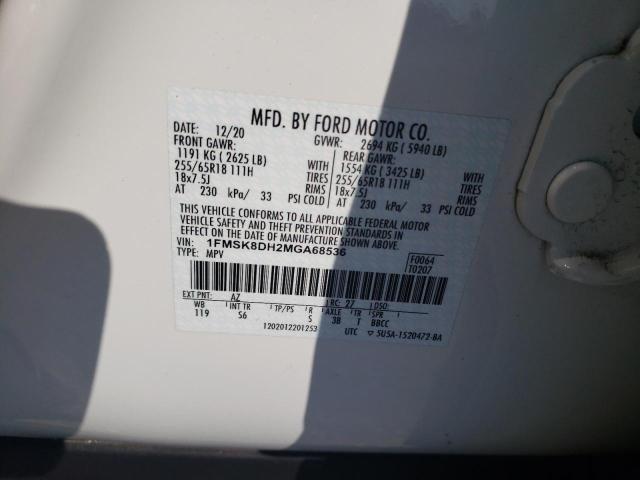 MFD. BY FORD MOTOR CO.
DATE: 12/20 GVWR: 2694 KG ( 5940 LB)
FRONT GAWR: REAR GAWR:
1191 KG ( 2625 LB) WITH 1554 KG ( 3425 LB) WITH
255/65R18 111H TIRES 255/65R18 111H TIRES
18x7.5J RIMS 18x7.5J RIMS
AT 230 kPa/ 33 PSI COLD AT 230 kPa/ 33 PSI COLD
THIS VEHICLE CONFORMS TO ALL APPLICABLE FEDERAL MOTOR
VEHICLE SAFETY AND THEFT PREVENTION STANDARDS IN
EFFECT ON THE DATE OF MANUFACTURE SHOWN ABOVE.
VIN: 1FMSK8DH2MGA68536
TYPE: MPV
F0064
T0207
EXT PNT: AZ RC: 27 DSO:
WB INT TR TP/PS R AXLE TR SPR
119 S6 S 3B T BBCC
12020122012S3 UTC ▽ 5U5A-1520472-BA